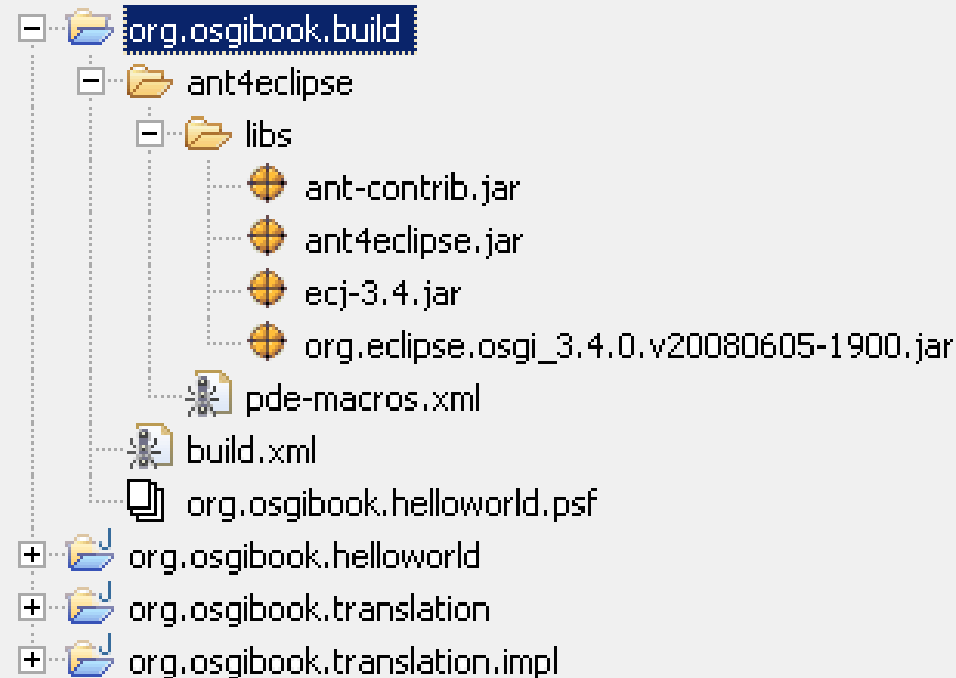 org.osgibook.build
ant4eclipse
libs
ant-contrib.jar
ant4eclipse.jar
ecj-3.4.jar
org.eclipse.osgi_3.4.0.v20080605-1900.jar
pde-macros.xml
build.xml
org.osgibook.helloworld.psf
org.osgibook.helloworld
org.osgibook.translation
org.osgibook.translation.impl